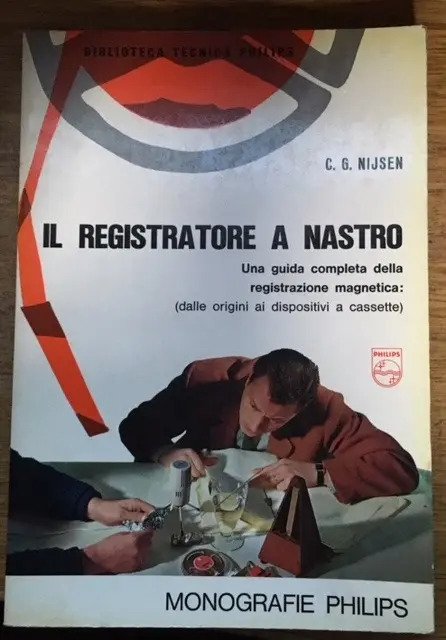 BIBLIOTECA TECNICA PHILIPS
C. G. NIJSEN
IL REGISTRATORE A NASTRO
Una guida completa della
registrazione magnetica:
(dalle origini ai dispositivi a cassette)
PHILIPS
MONOGRAFIE PHILIPS